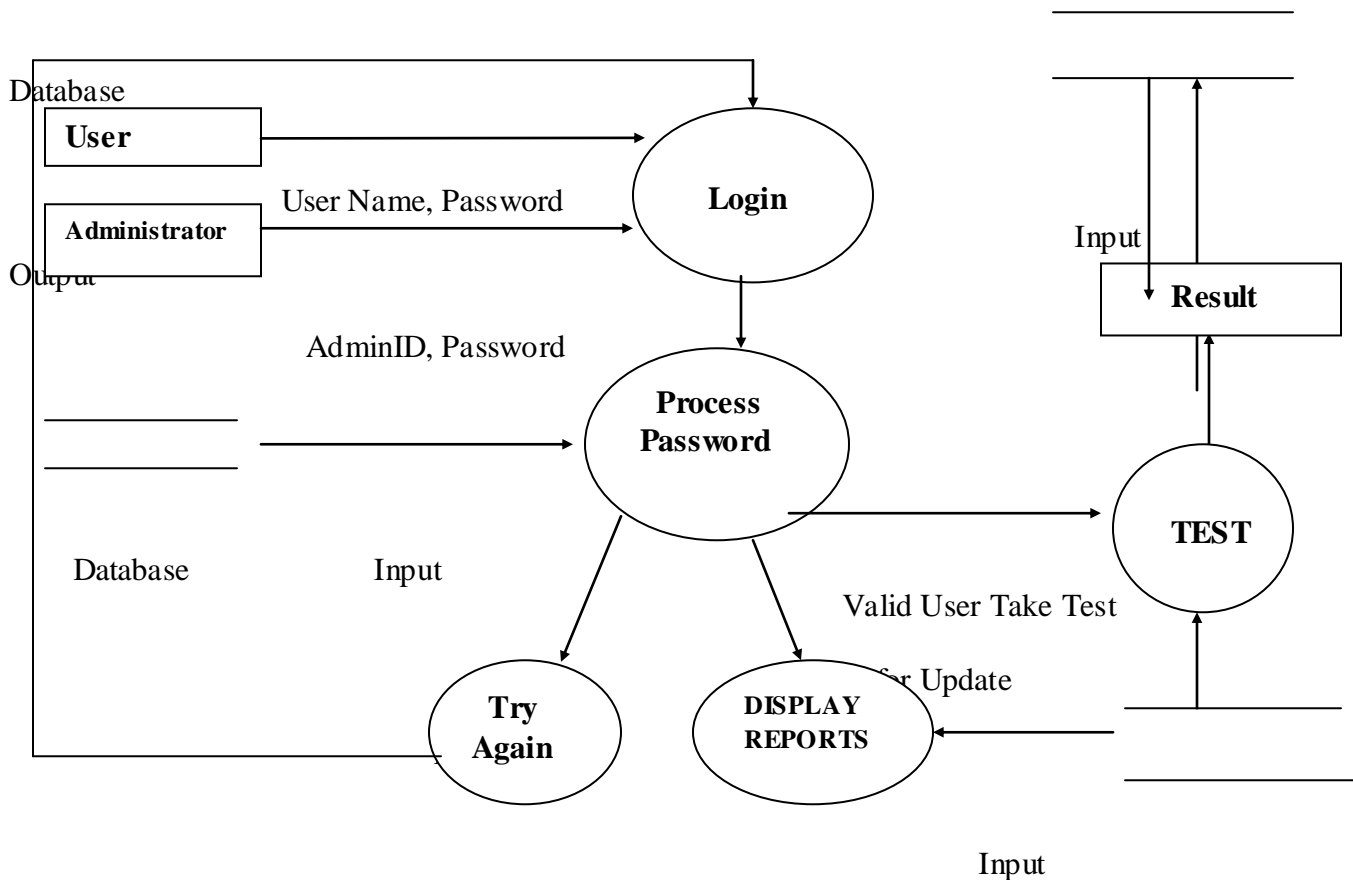 Database
User
User Name, Password
Login
Administrator
Input
Output
Result
AdminID, Password
Process
Password
TEST
Database
Input
Valid User Take Test
for Update
Try
Again
DISPLAY
REPORTS
Input